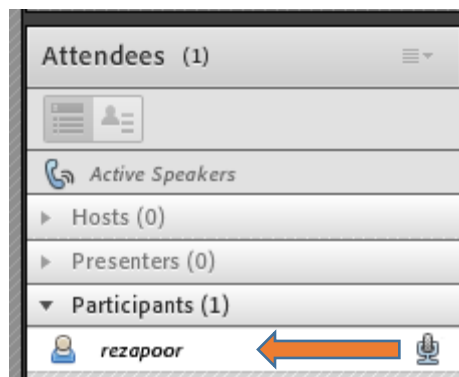 Attendees (1)
Active Speakers
Hosts (0)
Presenters (0)
Participants (1)
rezapoor